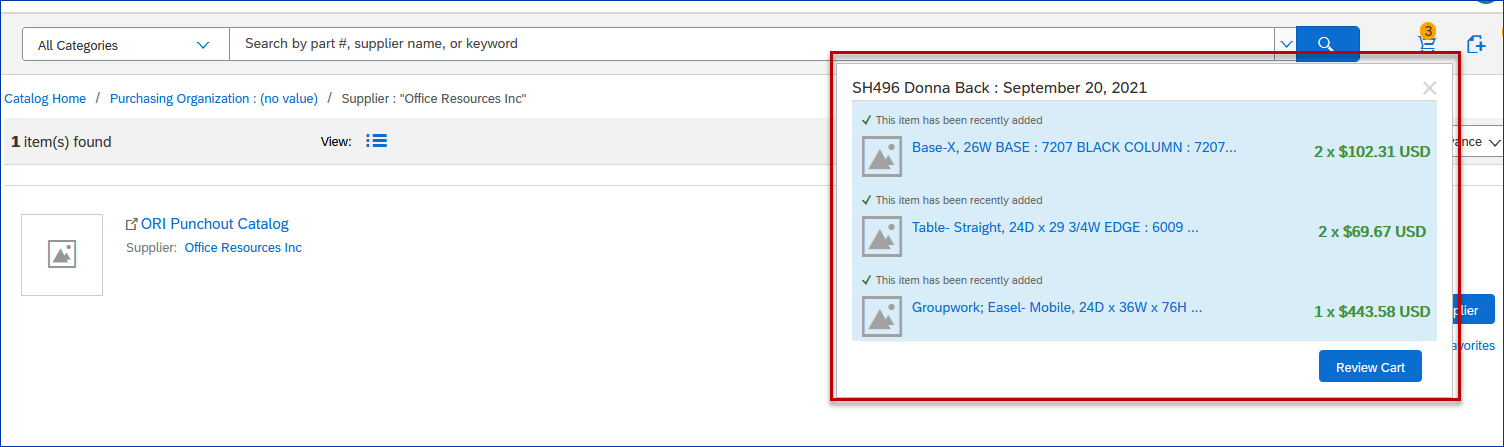 All Categories
Search by part #, supplier name, or keyword
3
SH496 Donna Back : September 20, 2021
Catalog Home / Purchasing Organization : (no value) / Supplier : "Office Resources Inc"
1 item(s) found
View:
This item has been recently added
Base-X, 26W BASE : 7207 BLACK COLUMN : 7207...
2 x $102.31 USD
This item has been recently added
Table- Straight, 24D x 29 3/4W EDGE : 6009 ...
2 x $69.67 USD
This item has been recently added
Groupwork; Easel- Mobile, 24D x 36W x 76H ...
1 x $443.58 USD
Review Cart
ORI Punchout Catalog
Supplier: Office Resources Inc